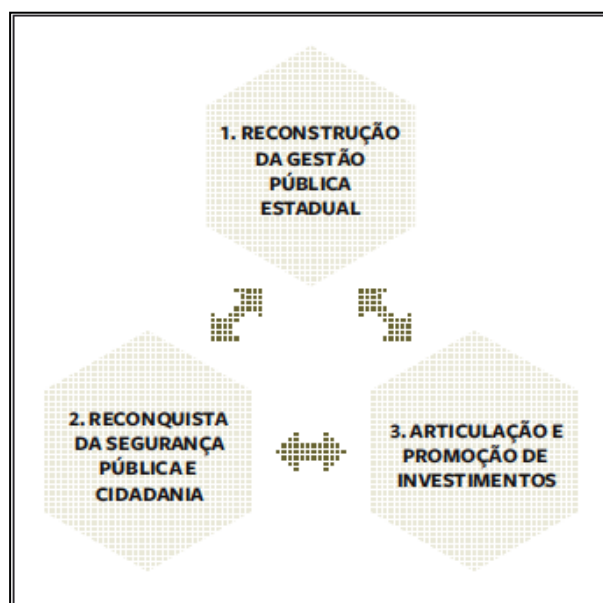 1. RECONSTRUÇÃO
DA GESTÃO
PÚBLICA
ESTADUAL
2. RECONQUISTA
DA SEGURANÇA
PÚBLICA E
CIDADANIA
3. ARTICULAÇÃO E
PROMOÇÃO DE
INVESTIMENTOS